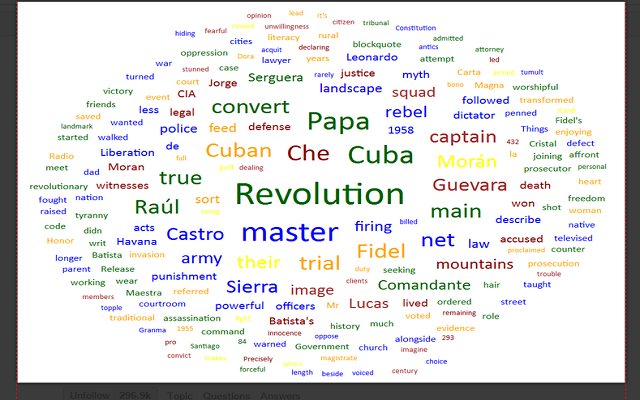 opinion lead It's
fearful unwillingness citizen tribunal
hiding literacy rural Constitution
cities acquit declaring blockquote antics admitted
oppression Dora lawyer years Leonardo attempt attorney
war stunned case led
turned court Jorge Serguera rarely justice myth Carta tumult
victory event CIA landscape squad bono Magna worshipful
friends less legal convert rebel followed transformed
saved wanted police feed defense Papa 1958 dictator penned Fidel's
landmark started walked de captain 432 Things enjoying
Radio Liberation full Cuban Che Cuba Morán la Cristal defect
meet dad Moran gold dealing joining affront
revolutionary witnesses true Guevara death prosecutor personal
fought nation sort Revolution won shot freedom heart
raised tyranny Raúl young main describe woman
code didn acts Castro master firing billed net law accused native
Honor writ Havana televised
longer Batista invasion army their trial Fidel mountains proclaimed counter
parent Release punishment duty seeking prosecution
working wear Maestra referred Sierra image clients Comandante hair trouble taught
members courtroom powerful officers Mr Lucas lived ordered street
topple traditional assassination Batista's voted remaining role
Granma 1955 command innocence history much evidence
pro Santiago 84 warned oppose Government church alongside 293
convict Precisely magistrate imagine
forceful length beside voiced century choice
Unfollow 296.9k Topic Questions Answers